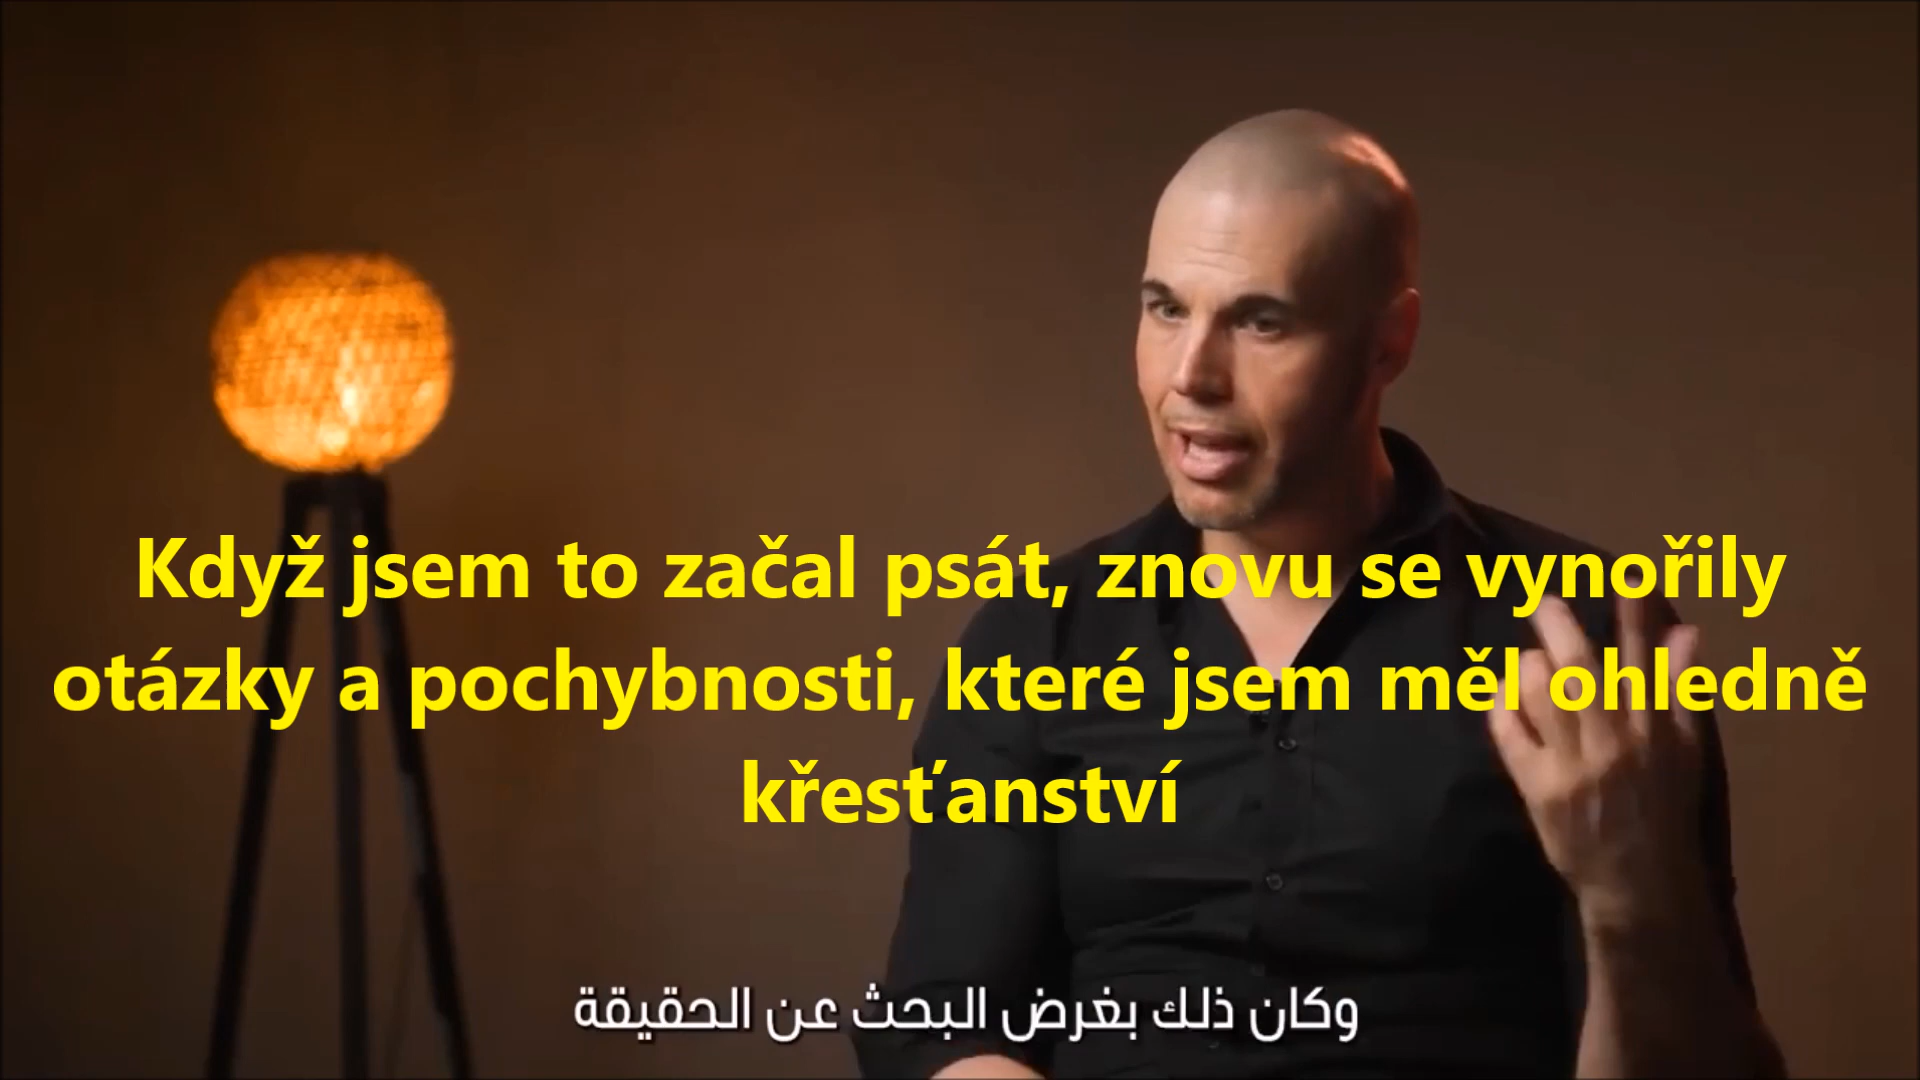 Když jsem to začal psát, znovu se vynořily
otázky a pochybnosti, které jsem měl ohledně
křesťanství
وكان ذلك بغرض البحث عن الحقيقة